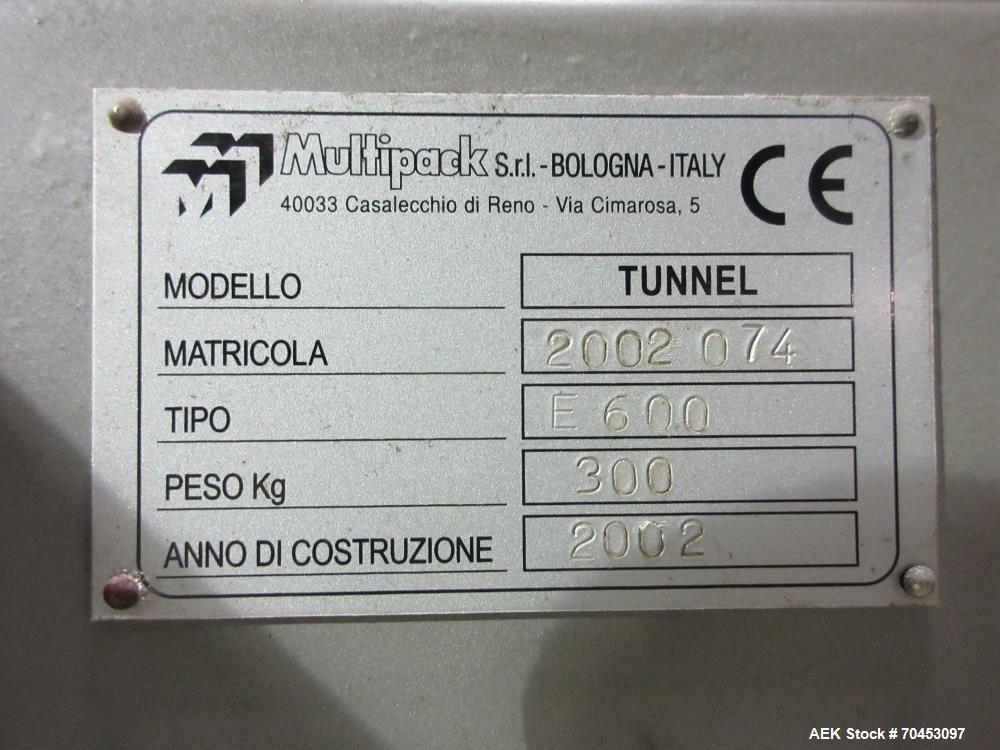 Multipack S.r.l. - BOLOGNA - ITALY CE
40033 Casalecchio di Reno - Via Cimarosa, 5
MODELLO TUNNEL
MATRICOLA 2002 074
TIPO E 600
PESO Kg 300
ANNO DI COSTRUZIONE 2002
AEK Stock # 70453097